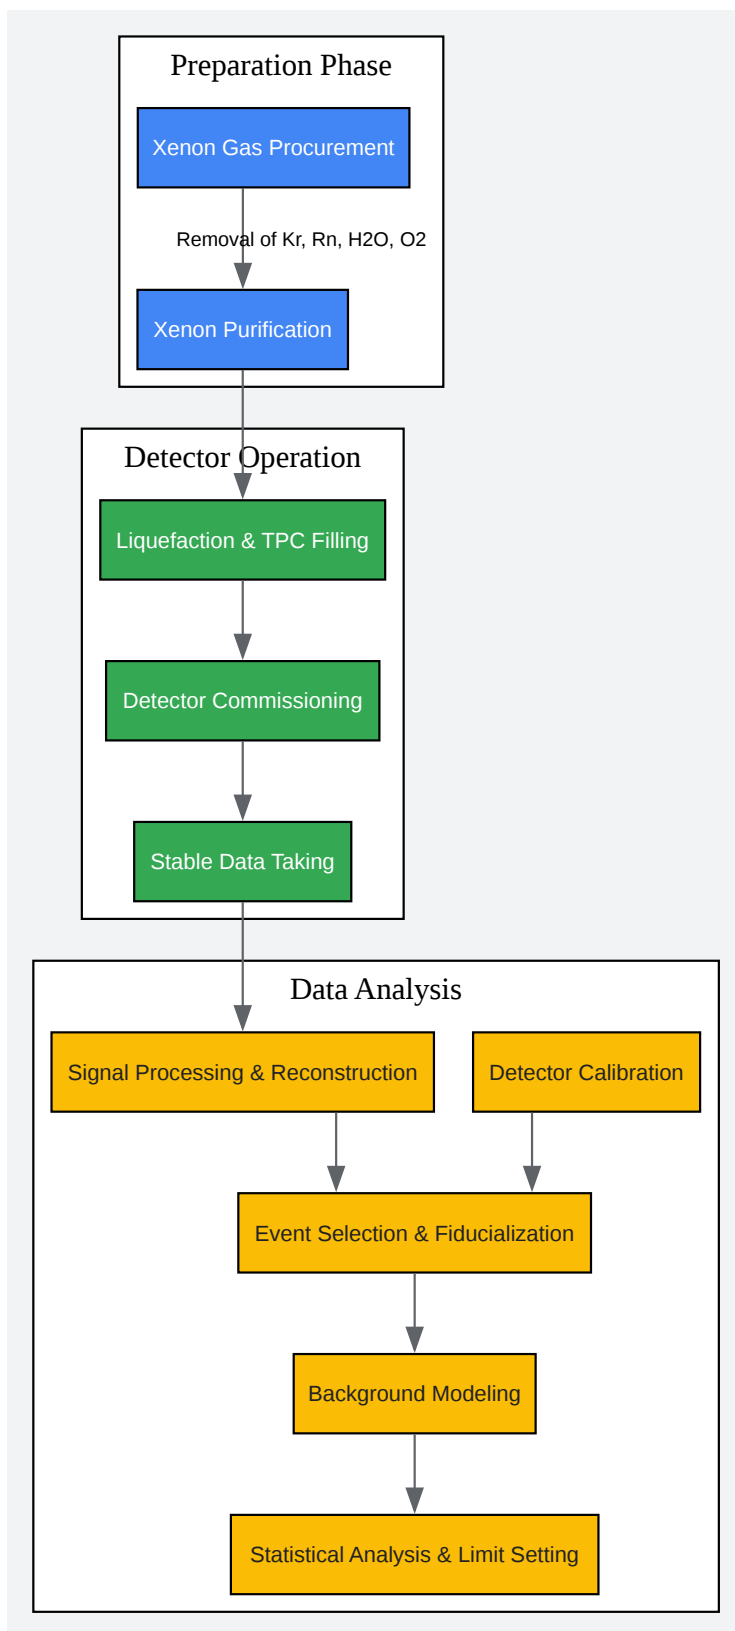 Preparation Phase
Xenon Gas Procurement
Removal of Kr, Rn, H2O, O2
Xenon Purification
Detector Operation
Liquefaction & TPC Filling
Detector Commissioning
Stable Data Taking
Data Analysis
Signal Processing & Reconstruction
Detector Calibration
Event Selection & Fiducialization
Background Modeling
Statistical Analysis & Limit Setting